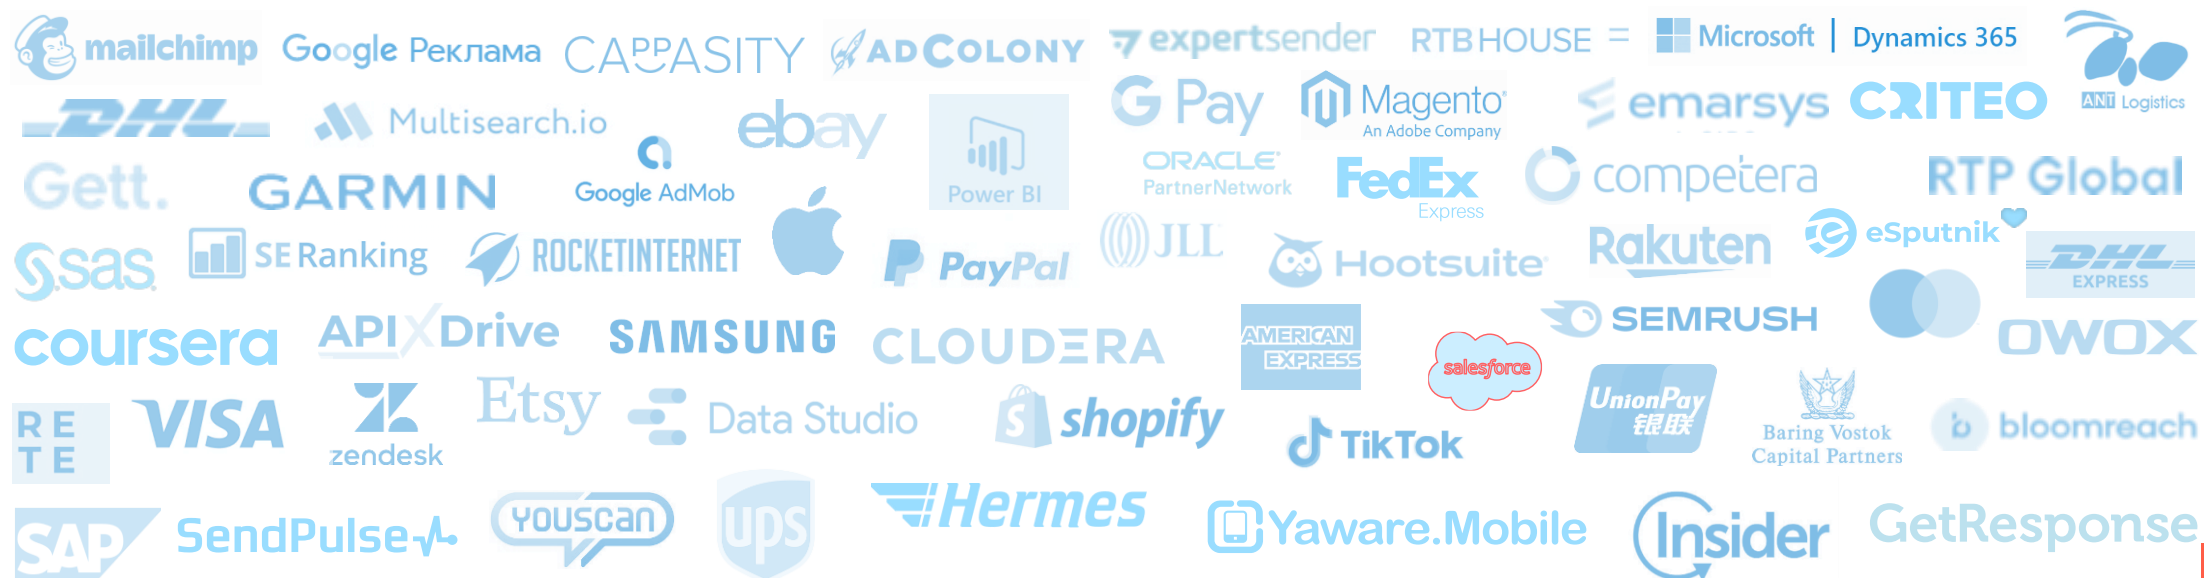 mailchimp
Google Реклама
CAPPASITY
ADCOLONY
expertsender
RTB HOUSE =
Microsoft | Dynamics 365
ANT Logistics
DHL
Multisearch.io
ebay
Power BI
G Pay
Magento®
An Adobe Company
emarsys
CRITEO
Gett.
GARMIN
Google AdMob
ORACLE®
PartnerNetwork
FedEx
Express
competera
RTP Global
sas
SE Ranking
ROCKETINTERNET
PayPal
JLL
Hootsuite
Rakuten
eSputnik
DHL
EXPRESS
coursera
APIXDrive
SAMSUNG
CLOUDERA
AMERICAN
EXPRESS
salesforce
SEMRUSH
OWOX
RE
TE
VISA
zendesk
Etsy
Data Studio
S
shopify
TikTok
UnionPay
银联
Baring Vostok
Capital Partners
b
bloomreach
SAP
SendPulse
YOUSCAN
ups
Hermes
Yaware.Mobile
Insider
GetResponse